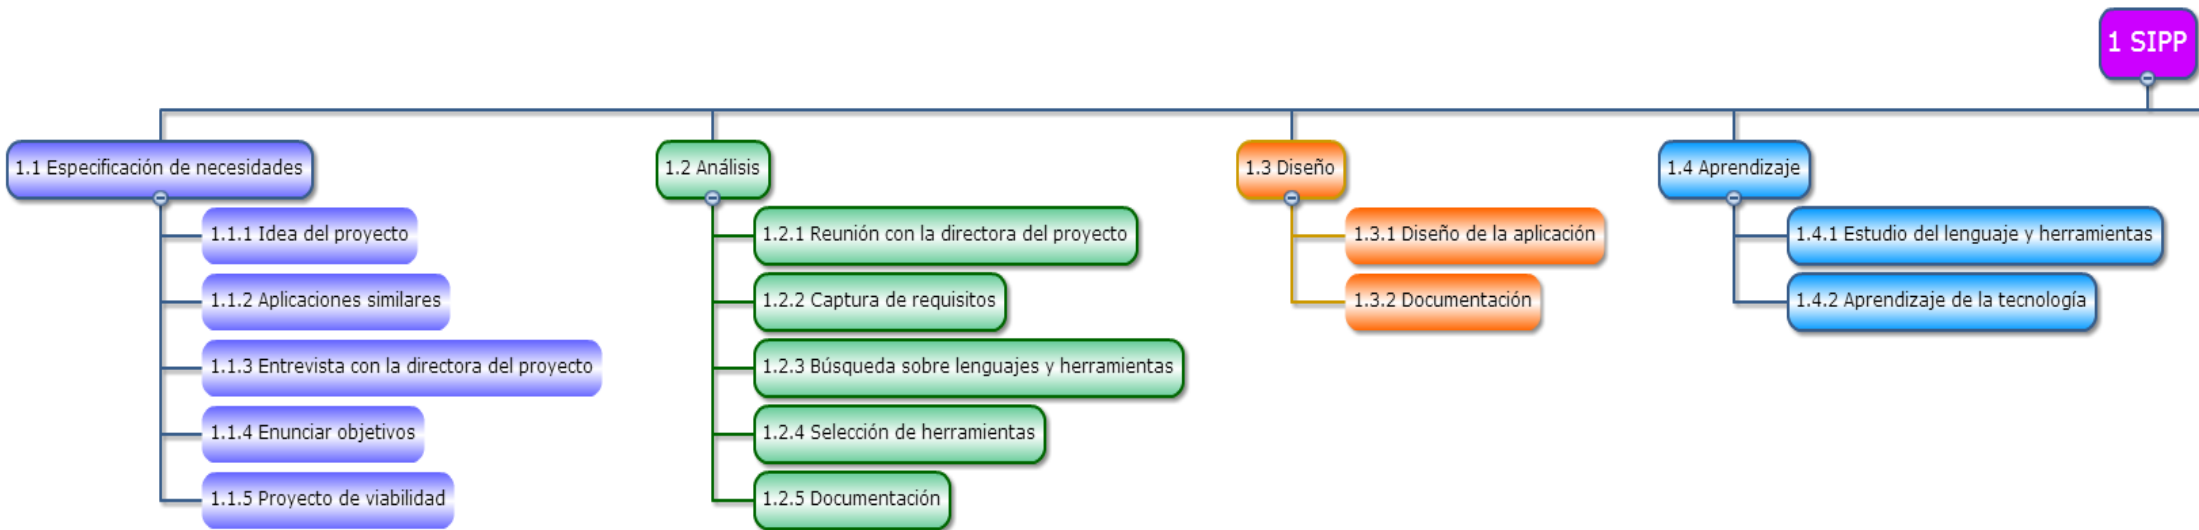 1 SIPP
1.1 Especificación de necesidades
1.1.1 Idea del proyecto
1.1.2 Aplicaciones similares
1.1.3 Entrevista con la directora del proyecto
1.1.4 Enunciar objetivos
1.1.5 Proyecto de viabilidad
1.2 Análisis
1.2.1 Reunión con la directora del proyecto
1.2.2 Captura de requisitos
1.2.3 Búsqueda sobre lenguajes y herramientas
1.2.4 Selección de herramientas
1.2.5 Documentación
1.3 Diseño
1.3.1 Diseño de la aplicación
1.3.2 Documentación
1.4 Aprendizaje
1.4.1 Estudio del lenguaje y herramientas
1.4.2 Aprendizaje de la tecnología